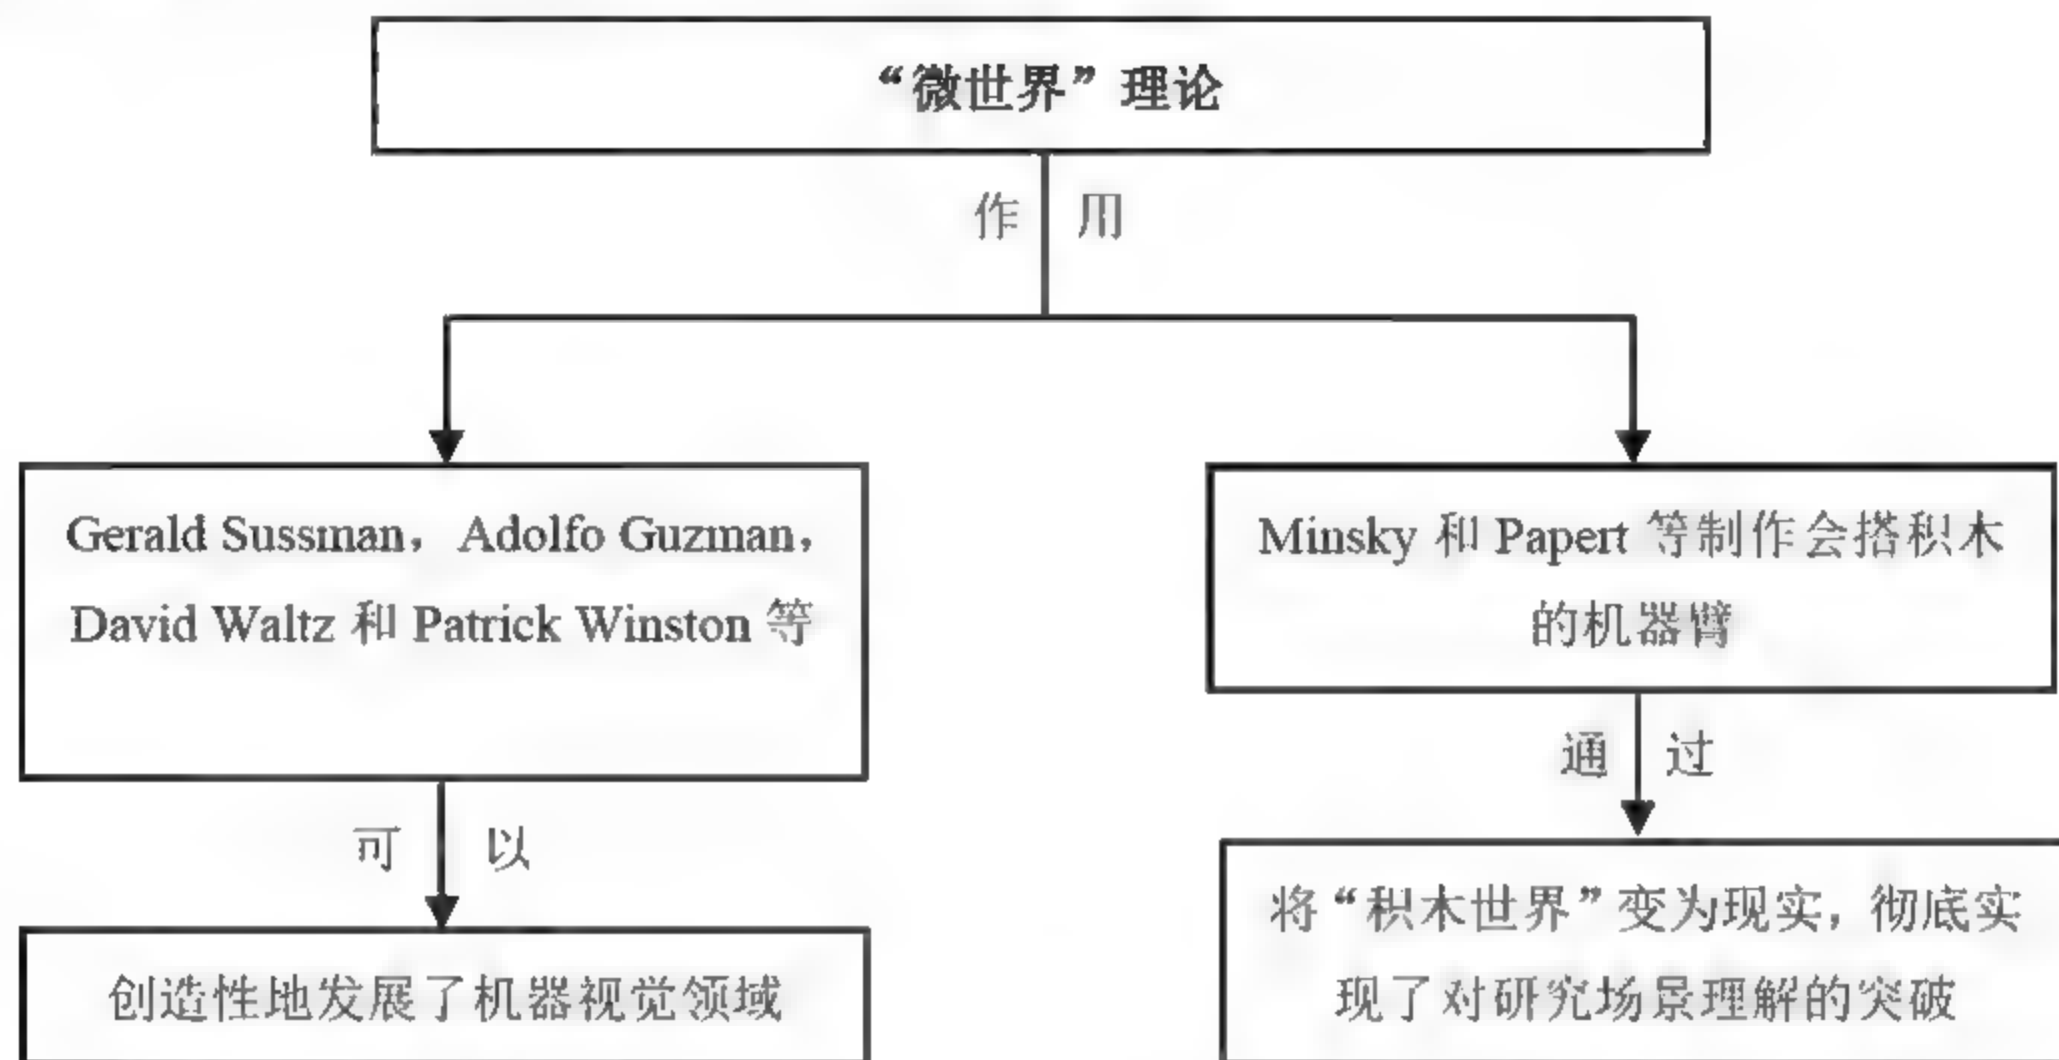 “微世界”理论
作用
Gerald Sussman，Adolfo Guzman，
David Waltz 和 Patrick Winston 等
可以
创造性地发展了机器视觉领域
Minsky 和 Papert 等制作会搭积木
的机器臂
通过
将“积木世界”变为现实，彻底实
现了对研究场景理解的突破